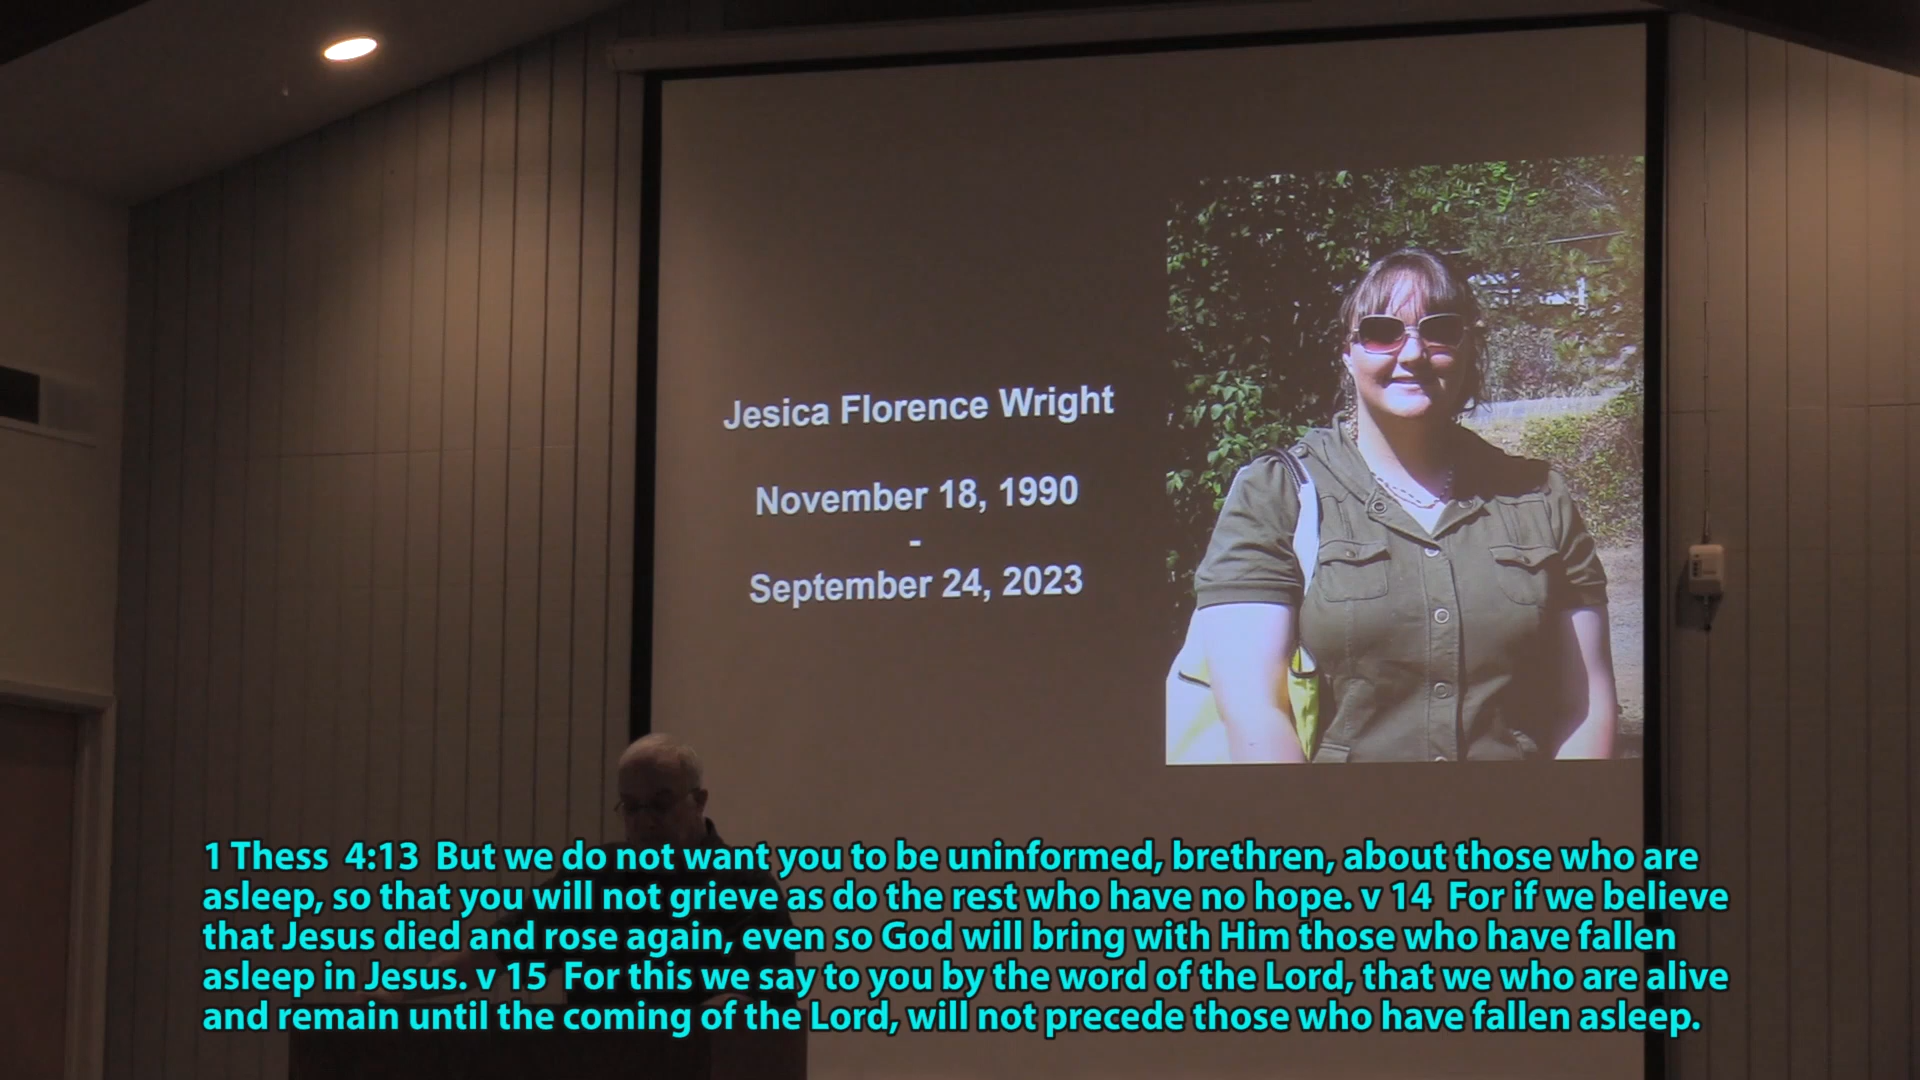 Jesica Florence Wright
November 18, 1990
-
September 24, 2023
1 Thess 4:13 But we do not want you to be uninformed, brethren, about those who are
asleep, so that you will not grieve as do the rest who have no hope. v 14 For if we believe
that Jesus died and rose again, even so God will bring with Him those who have fallen
asleep in Jesus. v 15 For this we say to you by the word of the Lord, that we who are alive
and remain until the coming of the Lord, will not precede those who have fallen asleep.